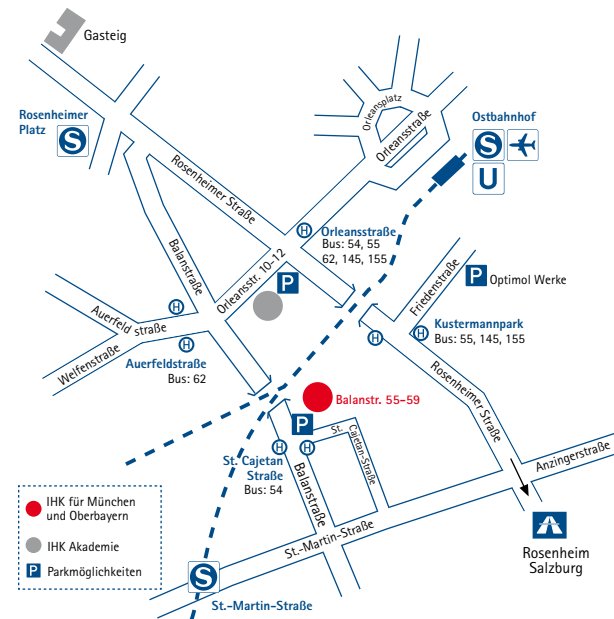 Gasteig
Rosenheimer
Platz
S
Rosenheimer Straße
Orleansplatz
Orleansstraße
Ostbahnhof
S
U
H
Orleansstraße
Bus: 54, 55
62, 145, 155
Balanstraße
Orleansstr. 10-12
P
Friedenstraße
P
Optimol Werke
H
Auerfeld straße
Welfenstraße
H
Auerfeldstraße
Bus: 62
H
H
Kustermannpark
Bus: 55, 145, 155
Rosenheimer Straße
Balanstr. 55-59
P
St.
Cajetan-Straße
H
H
St. Cajetan
Straße
Bus: 54
Balanstraße
Anzingerstraße
St.-Martin-Straße
Rosenheim
Salzburg
S
St.-Martin-Straße
IHK für München
und Oberbayern
IHK Akademie
P
Parkmöglichkeiten